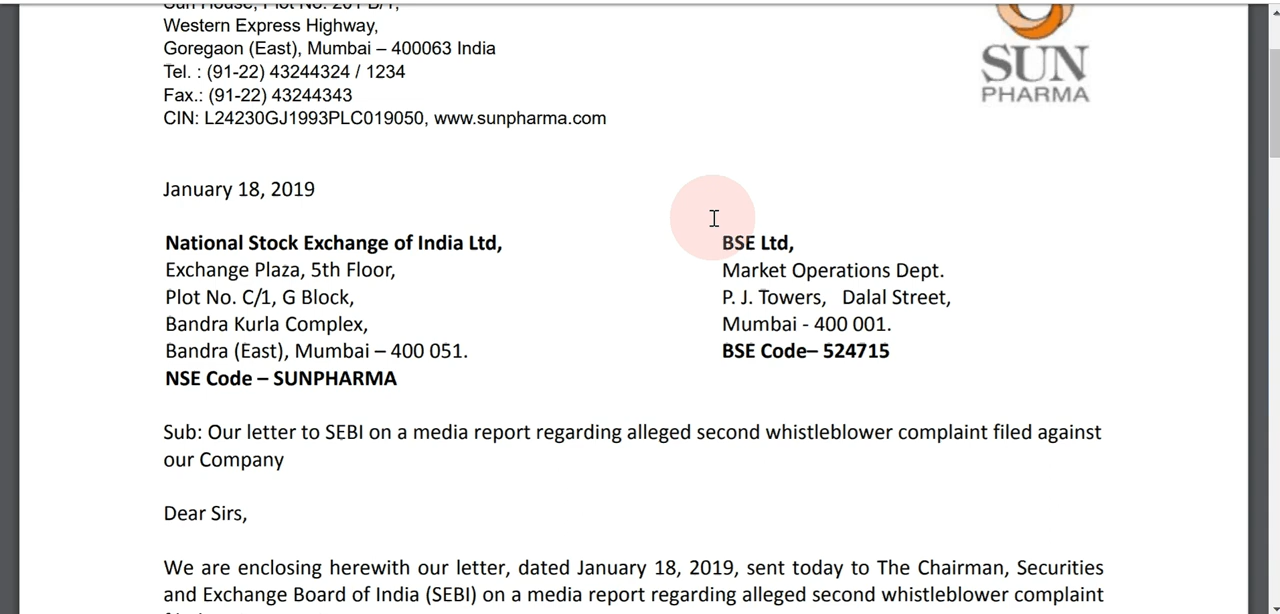 Western Express Highway,
Goregaon (East), Mumbai – 400063 India
Tel. : (91-22) 43244324 / 1234
Fax.: (91-22) 43244343
CIN: L24230GJ1993PLC019050, www.sunpharma.com
SUN
PHARMA
January 18, 2019
National Stock Exchange of India Ltd,
Exchange Plaza, 5th Floor,
Plot No. C/1, G Block,
Bandra Kurla Complex,
Bandra (East), Mumbai – 400 051.
NSE Code – SUNPHARMA
BSE Ltd,
Market Operations Dept.
P. J. Towers, Dalal Street,
Mumbai - 400 001.
BSE Code– 524715
Sub: Our letter to SEBI on a media report regarding alleged second whistleblower complaint filed against
our Company
Dear Sirs,
We are enclosing herewith our letter, dated January 18, 2019, sent today to The Chairman, Securities
and Exchange Board of India (SEBI) on a media report regarding alleged second whistleblower complaint